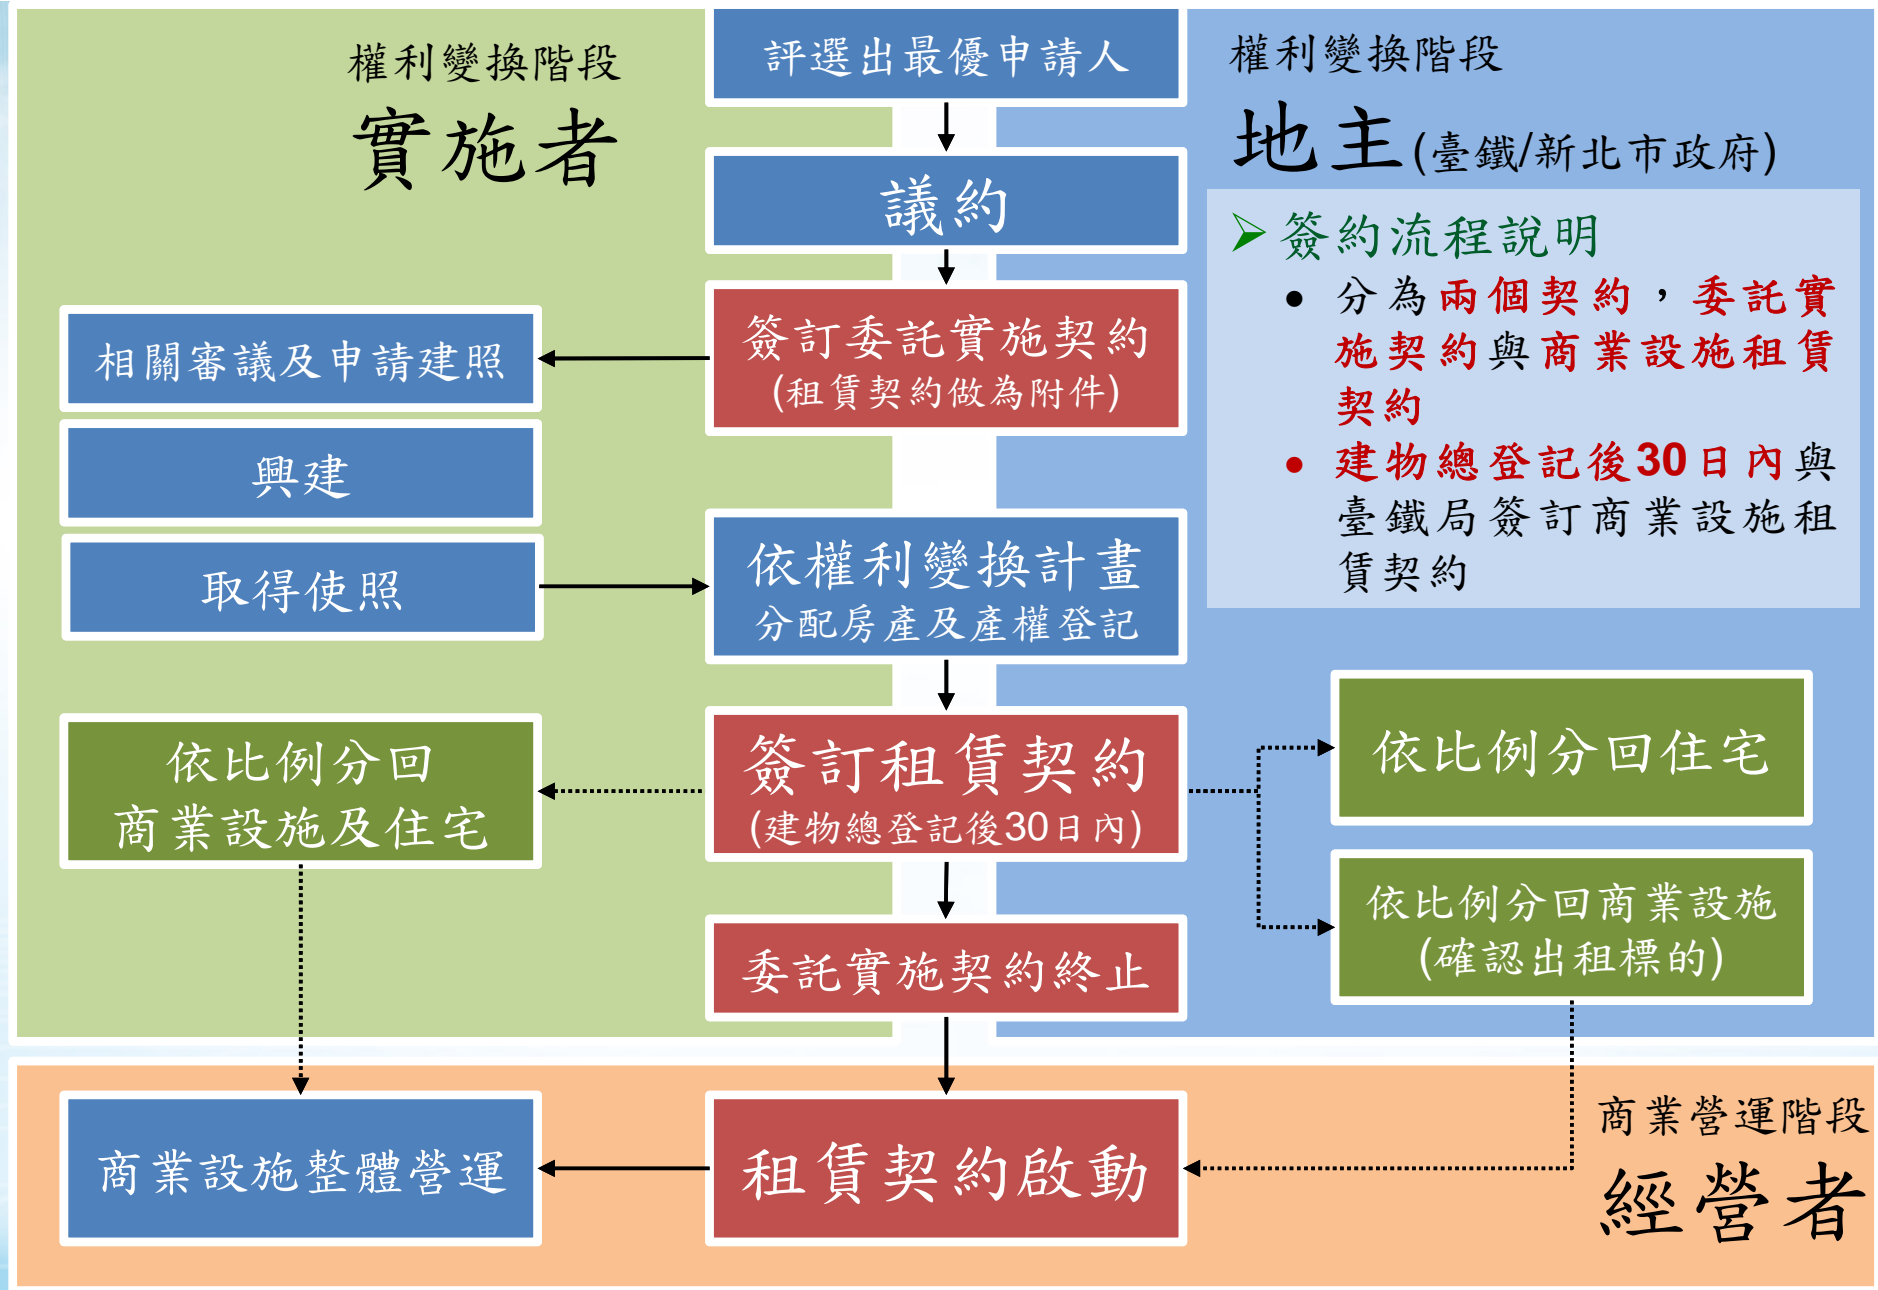 權利變換階段
實施者
評選出最優申請人
權利變換階段
地主(臺鐵/新北市政府)
議約
簽約流程說明
分為兩個契約，委託實
施契約與商業設施租賃
契約
建物總登記後30日內與
臺鐵局簽訂商業設施租
賃契約
簽訂委託實施契約
(租賃契約做為附件)
相關審議及申請建照
興建
取得使照
依權利變換計畫
分配房產及產權登記
簽訂租賃契約
(建物總登記後30日內)
依比例分回
商業設施及住宅
依比例分回住宅
依比例分回商業設施
(確認出租標的)
委託實施契約終止
商業營運階段
經營者
租賃契約啟動
商業設施整體營運